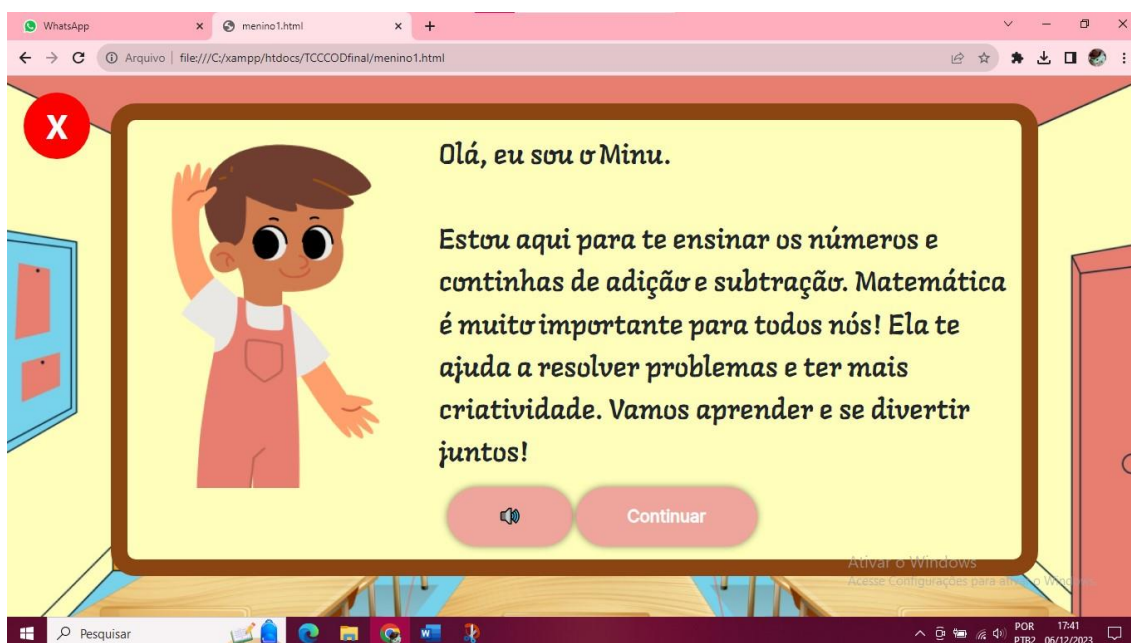 WhatsApp
menino1.html
Arquivo | file:///C:/xampp/htdocs/TCCCODfinal/menino1.html
X
Olá, eu sou o Minu.
Estou aqui para te ensinar os números e
continhas de adição e subtração. Matemática
é muito importante para todos nós! Ela te
ajuda a resolver problemas e ter mais
criatividade. Vamos aprender e se divertir
juntos!
Continuar
Ativar o Windows
Acesse Configurações para
Pesquisar
POR 17:41
PTB2 06/12/2023